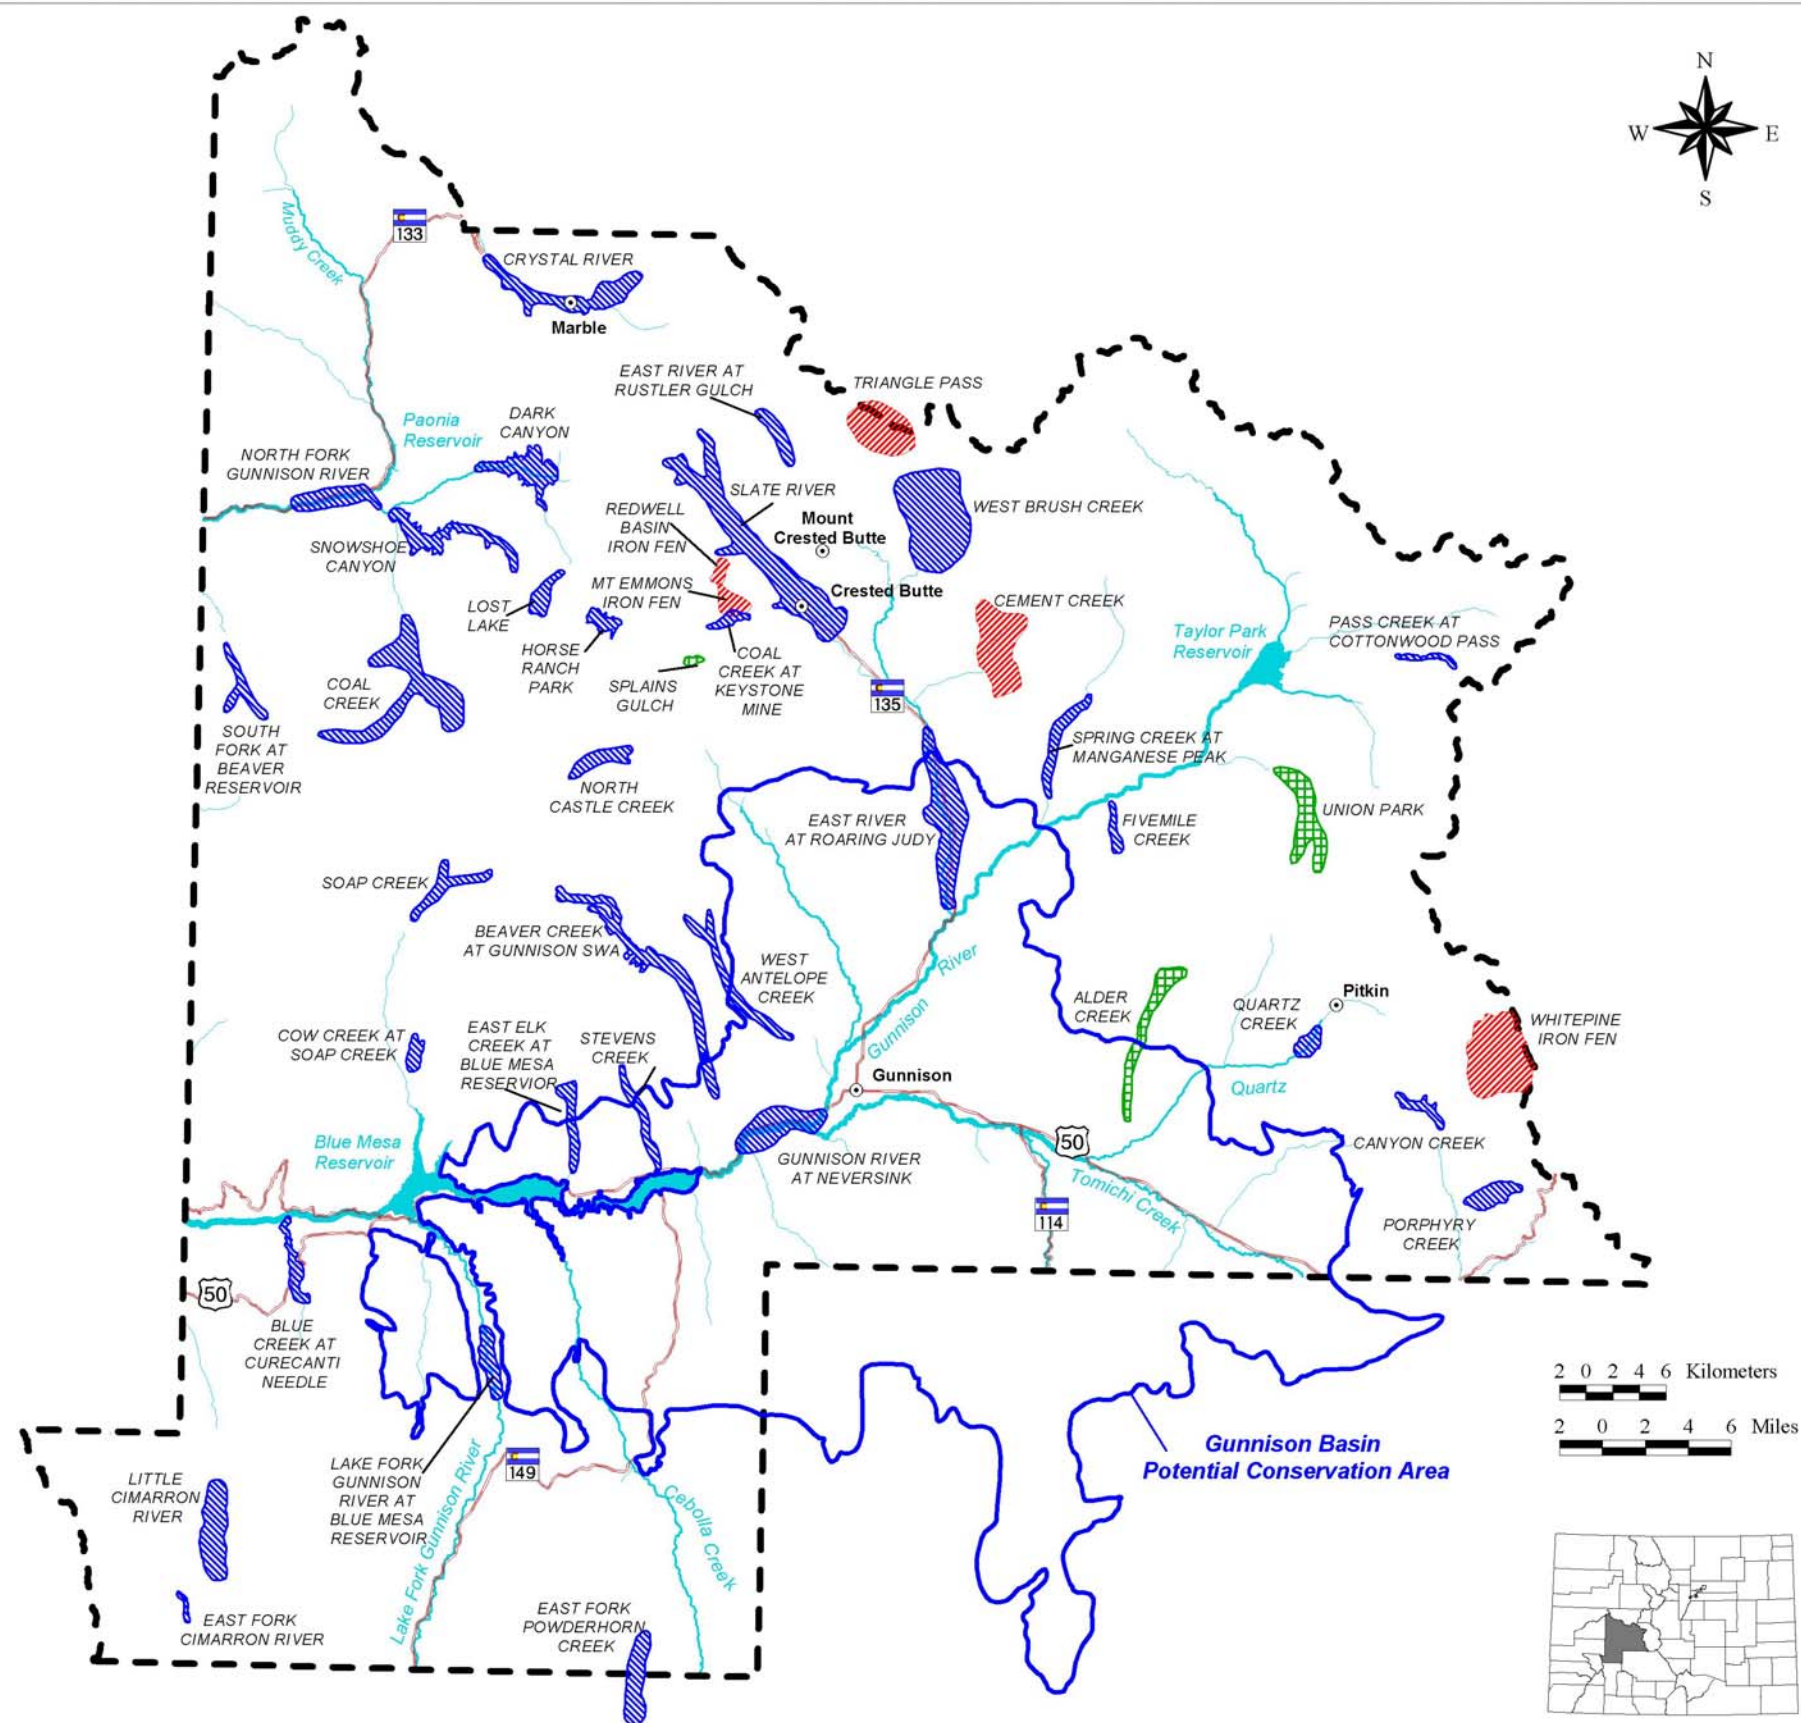 N
W
E
S
133
Muddy Creek
CRYSTAL RIVER
Marble
EAST RIVER AT
RUSTLER GULCH
TRIANGLE PASS
Paonia
Reservoir
DARK
CANYON
NORTH FORK
GUNNISON RIVER
SLATE RIVER
WEST BRUSH CREEK
REDWELL
BASIN
IRON FEN
Mount
Crested Butte
SNOWSHOE
CANYON
MT EMMONS
IRON FEN
Crested Butte
CEMENT CREEK
LOST
LAKE
Taylor Park
Reservoir
PASS CREEK AT
COTTONWOOD PASS
HORSE
RANCH
PARK
COAL
CREEK AT
KEYSTONE
MINE
SPLAINS
GULCH
COAL
CREEK
135
SOUTH
FORK AT
BEAVER
RESERVOIR
SPRING CREEK AT
MANGANESE PEAK
NORTH
CASTLE CREEK
EAST RIVER
AT ROARING JUDY
FIVEMILE
CREEK
UNION PARK
SOAP CREEK
BEAVER CREEK
AT GUNNISON SWA
WEST
ANTELOPE
CREEK
Gunnison River
ALDER
CREEK
QUARTZ
CREEK
Pitkin
WHITEPINE
IRON FEN
COW CREEK AT
SOAP CREEK
EAST ELK
CREEK AT
BLUE MESA
RESERVIOR
STEVENS
CREEK
Gunnison
Quartz
Blue Mesa
Reservoir
50
CANYON CREEK
GUNNISON RIVER
AT NEVERSINK
Tomichi Creek
114
PORPHYRY
CREEK
50
BLUE
CREEK AT
CURECANTI
NEEDLE
2 0 2 4 6 Kilometers
2 0 2 4 6 Miles
Gunnison Basin
Potential Conservation Area
LAKE FORK
GUNNISON
RIVER AT
BLUE MESA
RESERVOIR
149
Lake Fork Gunnison River
Cebolla Creek
LITTLE
CIMARRON
RIVER
EAST FORK
CIMARRON RIVER
EAST FORK
POWDERHORN
CREEK